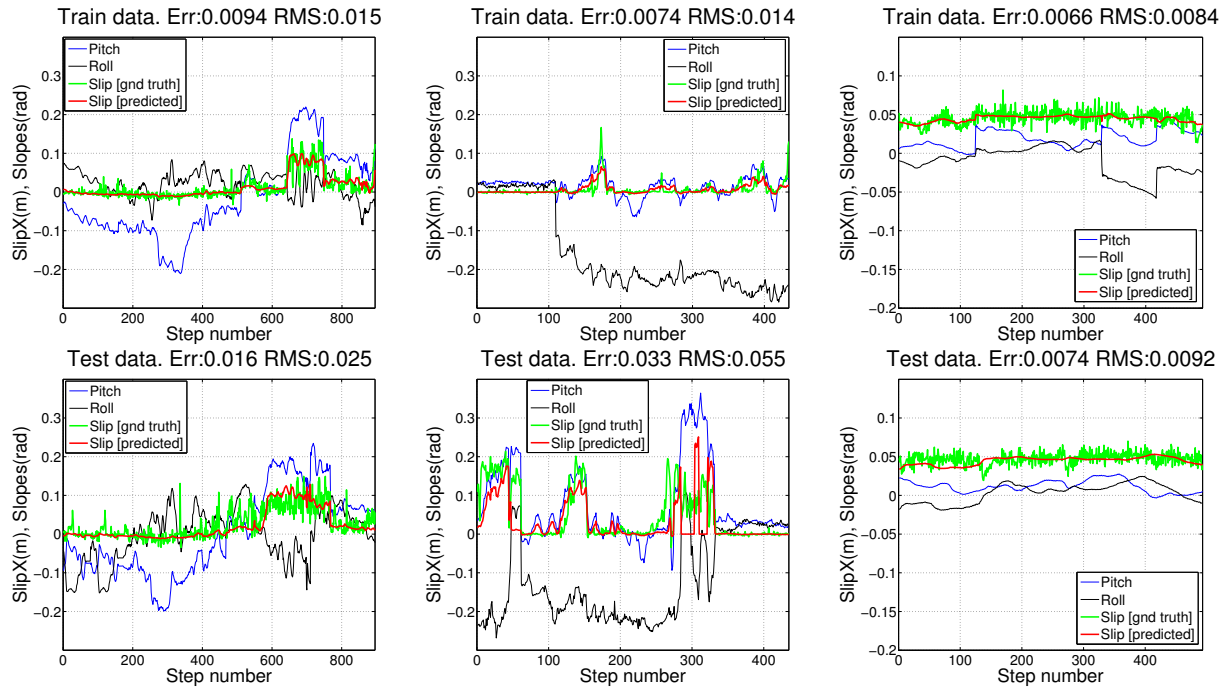 Train data. Err:0.0094 RMS:0.015
SlipX(m), Slopes(rad)
0.3
0.2
0.1
0
−0.1
−0.2
Pitch
Roll
Slip [gnd truth]
Slip [predicted]
0 200 400 600 800
Step number
Train data. Err:0.0074 RMS:0.014
SlipX(m), Slopes(rad)
0.3
0.2
0.1
0
−0.1
−0.2
Pitch
Roll
Slip [gnd truth]
Slip [predicted]
0 100 200 300 400
Step number
Train data. Err:0.0066 RMS:0.0084
SlipX(m), Slopes(rad)
0.1
0.05
0
−0.05
−0.1
−0.15
−0.2
Pitch
Roll
Slip [gnd truth]
Slip [predicted]
0 100 200 300 400
Step number
Test data. Err:0.016 RMS:0.025
SlipX(m), Slopes(rad)
0.3
0.2
0.1
0
−0.1
−0.2
Pitch
Roll
Slip [gnd truth]
Slip [predicted]
0 200 400 600 800
Step number
Test data. Err:0.033 RMS:0.055
SlipX(m), Slopes(rad)
0.3
0.2
0.1
0
−0.1
−0.2
Pitch
Roll
Slip [gnd truth]
Slip [predicted]
0 100 200 300 400
Step number
Test data. Err:0.0074 RMS:0.0092
SlipX(m), Slopes(rad)
0.1
0.05
0
−0.05
−0.1
−0.15
−0.2
Pitch
Roll
Slip [gnd truth]
Slip [predicted]
0 100 200 300 400
Step number